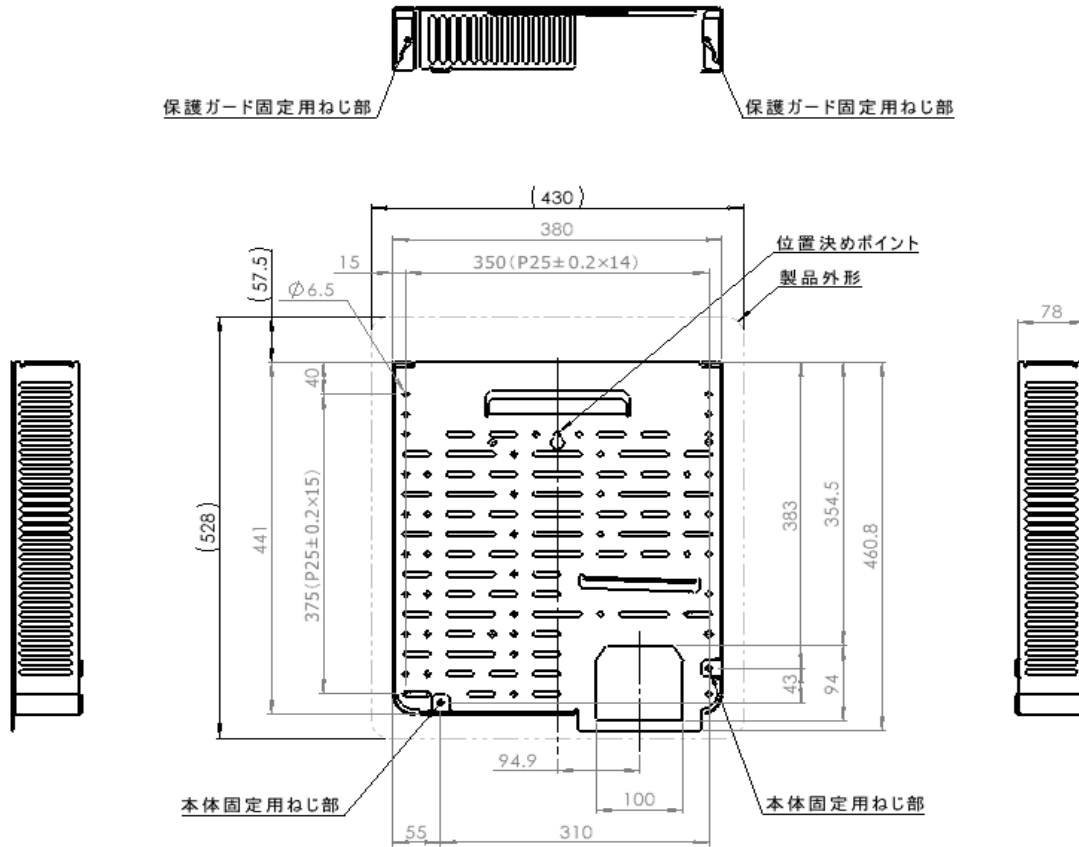 保護ガード固定用ねじ部
保護ガード固定用ねじ部
(430)
380
位置決めポイント
15
350(P25±0.2×14)
(57.5)
製品外形
∅6.5
78
40
(528)
441
375(P25±0.2×15)
383
354.5
460.8
43
94
94.9
本体固定用ねじ部
100
本体固定用ねじ部
55
310